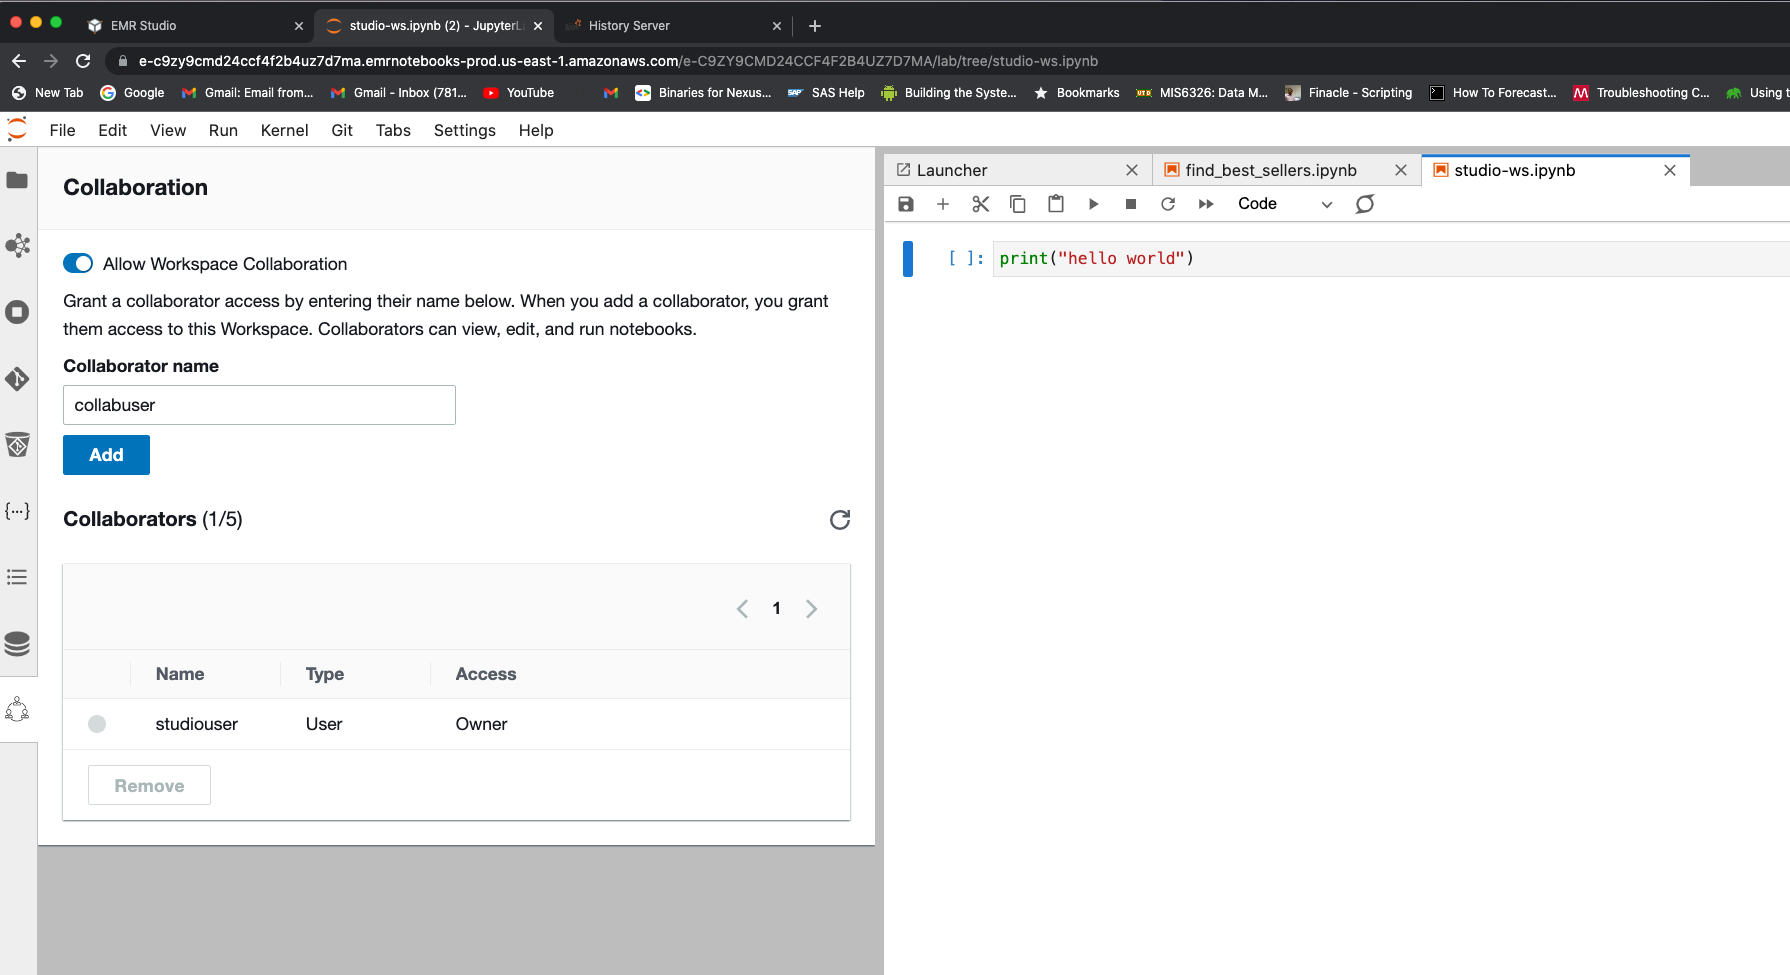 EMR Studio
studio-ws.ipynb (2) - JupyterL
History Server
e-c9zy9cmd24ccf4f2b4uz7d7ma.emrnotebooks-prod.us-east-1.amazonaws.com/e-C9ZY9CMD24CCF4F2B4UZ7D7MA/lab/tree/studio-ws.ipynb
New Tab Google Gmail: Email from... Gmail - Inbox (781... YouTube Binaries for Nexus... SAP SAS Help Building the Syste... Bookmarks UTD MIS6326: Data M... Finacle - Scripting How To Forecast... Troubleshooting C... Using t
File Edit View Run Kernel Git Tabs Settings Help
Collaboration
Allow Workspace Collaboration
Grant a collaborator access by entering their name below. When you add a collaborator, you grant
them access to this Workspace. Collaborators can view, edit, and run notebooks.
Collaborator name
collabuser
Add
Collaborators (1/5)
1
Name Type Access
studiouser User Owner
Remove
Launcher
find_best_sellers.ipynb
studio-ws.ipynb
Code
[ ]: print("hello world")